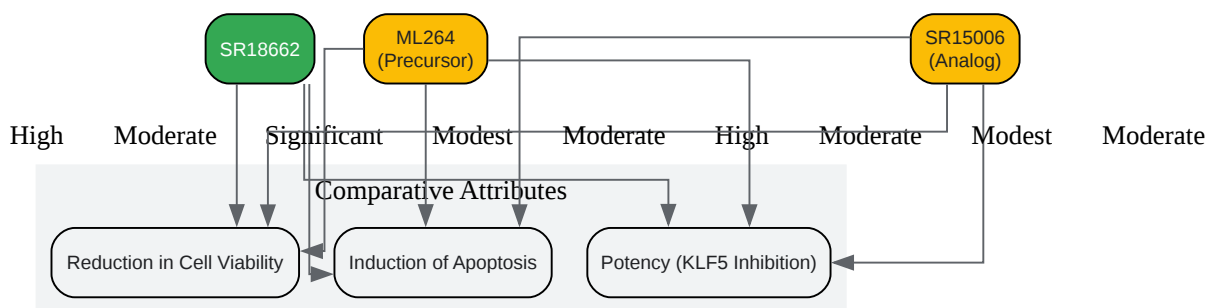 SR18662
ML264
(Precursor)
SR15006
(Analog)
High Moderate Significant Modest Moderate High Moderate Modest Moderate
Comparative Attributes
Reduction in Cell Viability
Induction of Apoptosis
Potency (KLF5 Inhibition)